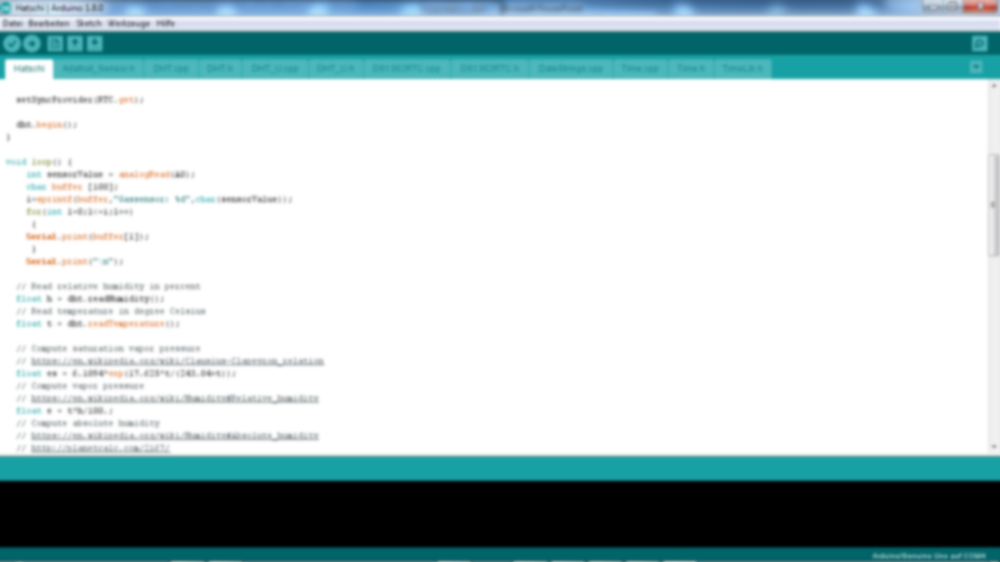 Hatschi | Arduino 1.8.0
Datei Bearbeiten Sketch Werkzeuge Hilfe
Hatschi Adafruit_Sensor.h DHT.cpp DHT.h DHT_U.cpp DHT_U.h DS1302RTC.cpp DS1302RTC.h DateStrings.cpp Time.cpp Time.h TimeLib.h
setSyncProvider(RTC.get);
dht.begin();
}
void loop() {
int sensorValue = analogRead(A0);
char buffer [100];
i=sprintf(buffer,"Gassensor: %d",char(sensorValue));
for(int l=0;l<=i;l++)
{
Serial.print(buffer[l]);
}
Serial.print("\n");
// Read relative humidity in percent
float h = dht.readHumidity();
// Read temperature in degree Celsius
float t = dht.readTemperature();
// Compute saturation vapor pressure
// https://en.wikipedia.org/wiki/Clausius-Clapeyron_relation
float es = 6.1094*exp(17.625*t/(243.04+t));
// Compute vapor pressure
// https://en.wikipedia.org/wiki/Humidity#Relative_humidity
float e = t*h/100.;
// Compute absolute humidity
// https://en.wikipedia.org/wiki/Humidity#Absolute_humidity
// http://planetcalc.com/2167/
Arduino/Genuino Uno auf COM4